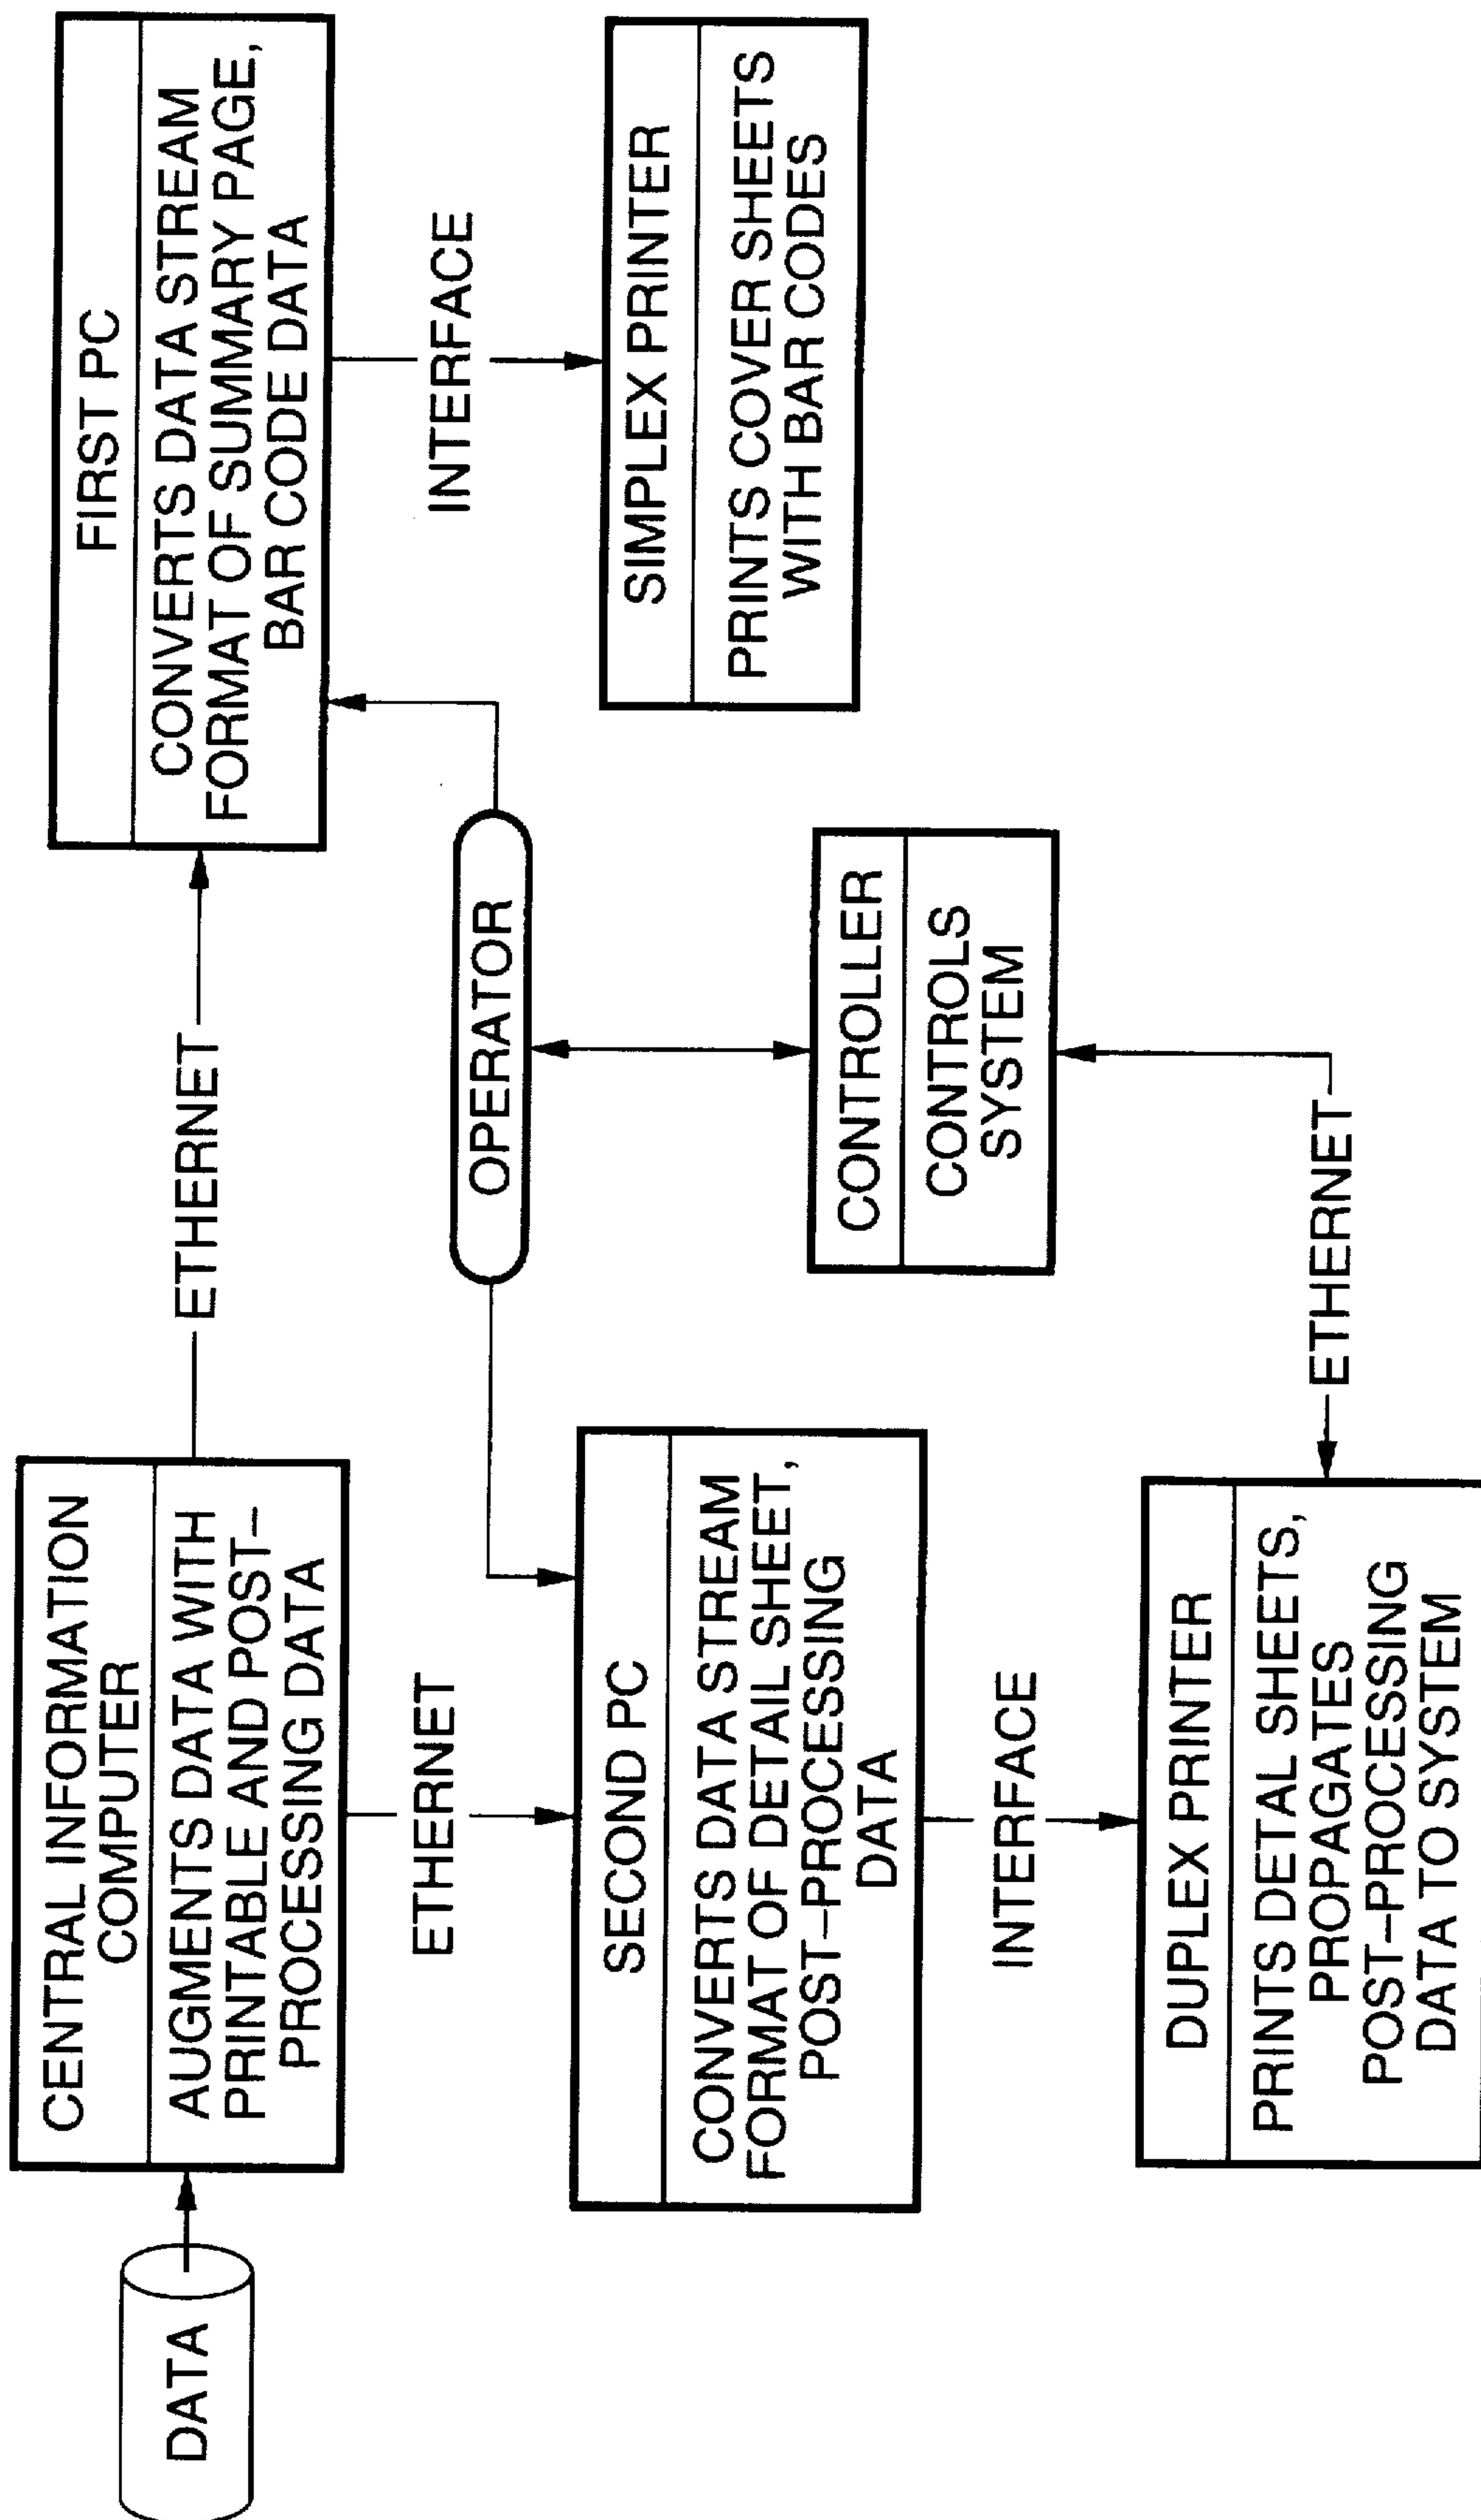 DATA
CENTRAL INFORMATION
COMPUTER
AUGMENTS DATA WITH
PRINTABLE AND POST–
PROCESSING DATA
ETHERNET
FIRST PC
CONVERTS DATA STREAM
FORMAT OF SUMMARY PAGE,
BAR CODE DATA
ETHERNET
OPERATOR
INTERFACE
SECOND PC
CONVERTS DATA STREAM
FORMAT OF DETAIL SHEET,
POST–PROCESSING
DATA
CONTROLLER
CONTROLS
SYSTEM
SIMPLEX PRINTER
PRINTS COVER SHEETS
WITH BAR CODES
INTERFACE
DUPLEX PRINTER
PRINTS DETAIL SHEETS,
PROPAGATES
POST–PROCESSING
DATA TO SYSTEM
ETHERNET